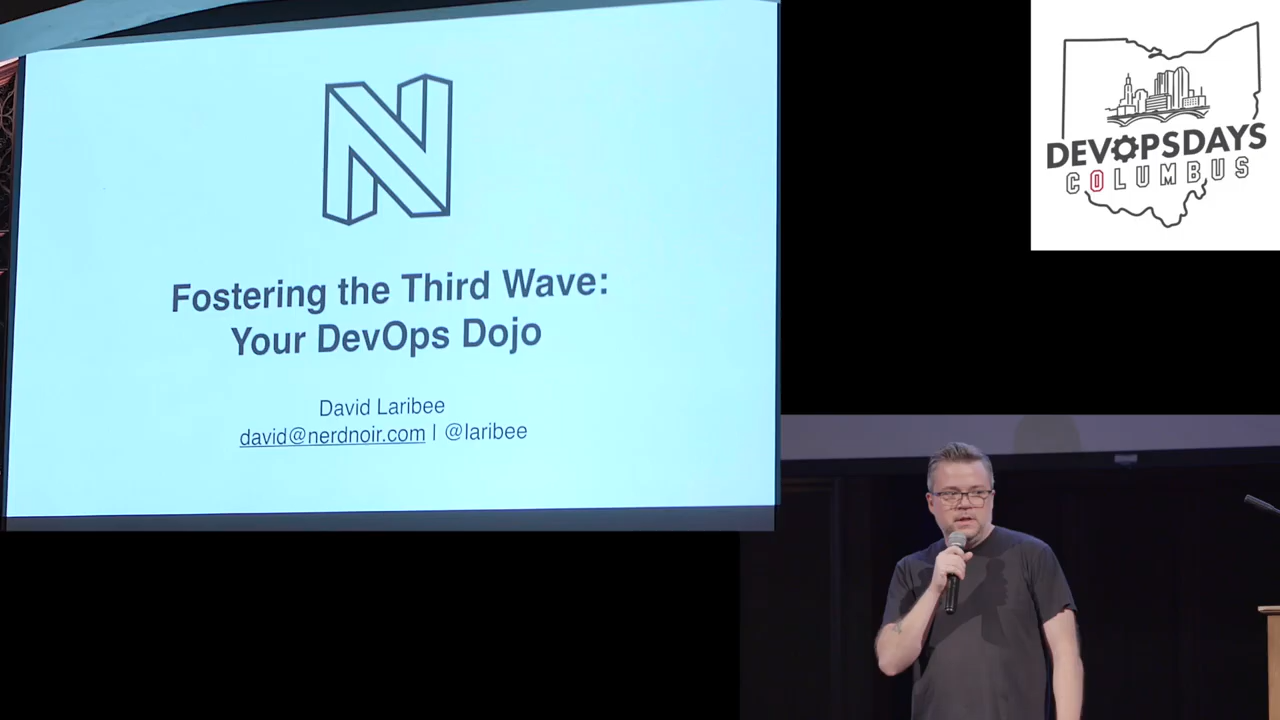 N
Fostering the Third Wave:
Your DevOps Dojo
David Laribee
david@nerdnoir.com | @laribee
DEVOPSDAYS
COLUMBUS